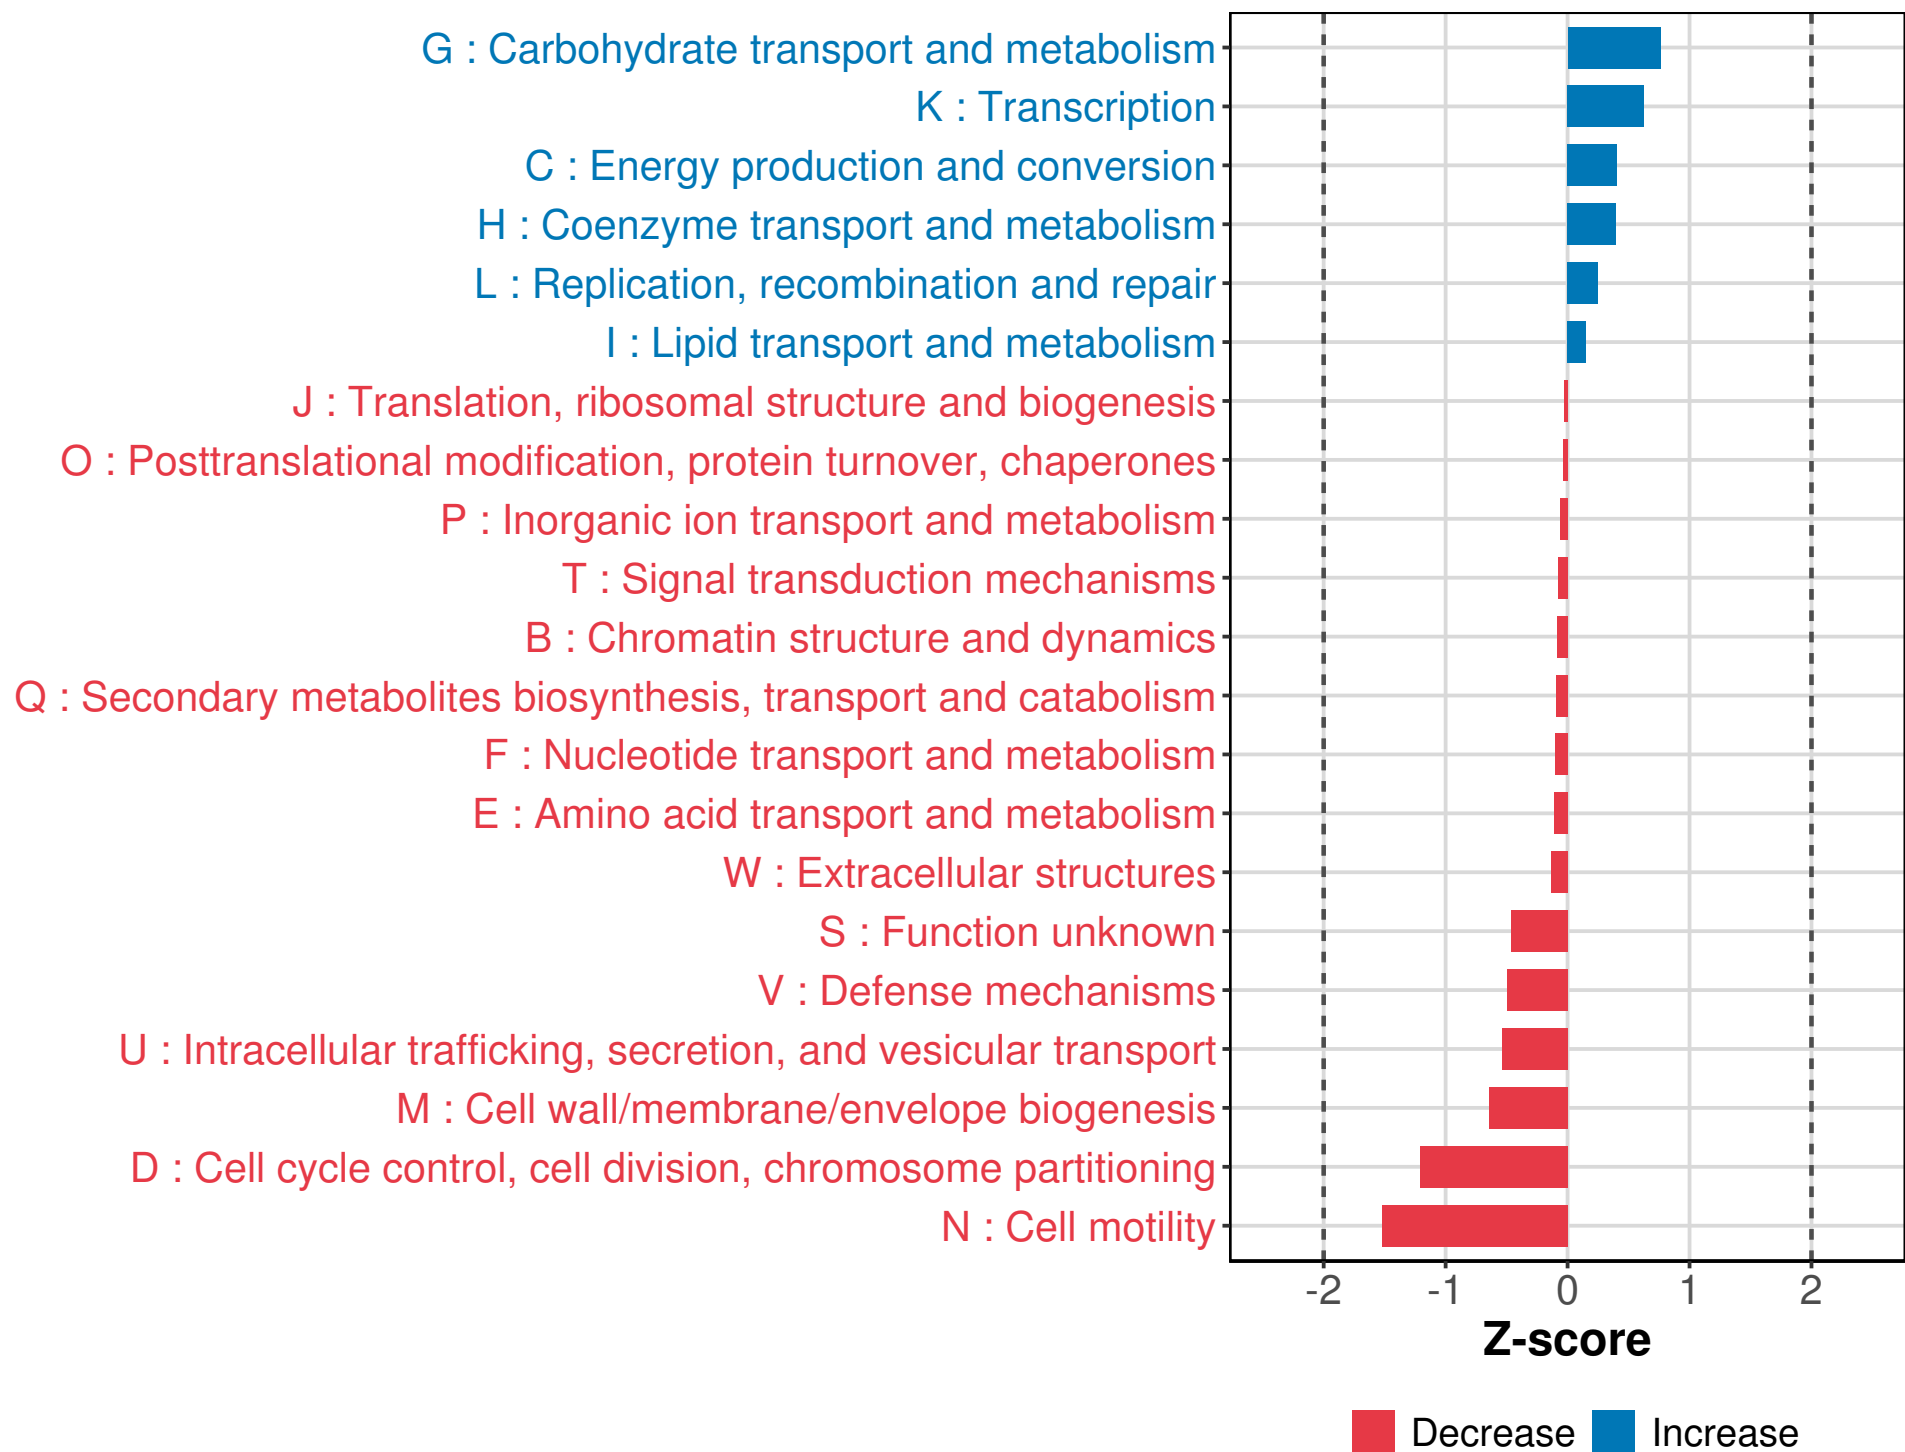 G : Carbohydrate transport and metabolism
K : Transcription
C : Energy production and conversion
H : Coenzyme transport and metabolism
L : Replication, recombination and repair
I : Lipid transport and metabolism
J : Translation, ribosomal structure and biogenesis
O : Posttranslational modification, protein turnover, chaperones
P : Inorganic ion transport and metabolism
T : Signal transduction mechanisms
B : Chromatin structure and dynamics
Q : Secondary metabolites biosynthesis, transport and catabolism
F : Nucleotide transport and metabolism
E : Amino acid transport and metabolism
W : Extracellular structures
S : Function unknown
V : Defense mechanisms
U : Intracellular trafficking, secretion, and vesicular transport
M : Cell wall/membrane/envelope biogenesis
D : Cell cycle control, cell division, chromosome partitioning
N : Cell motility
-2 -1 0 1 2
Z-score
Decrease Increase